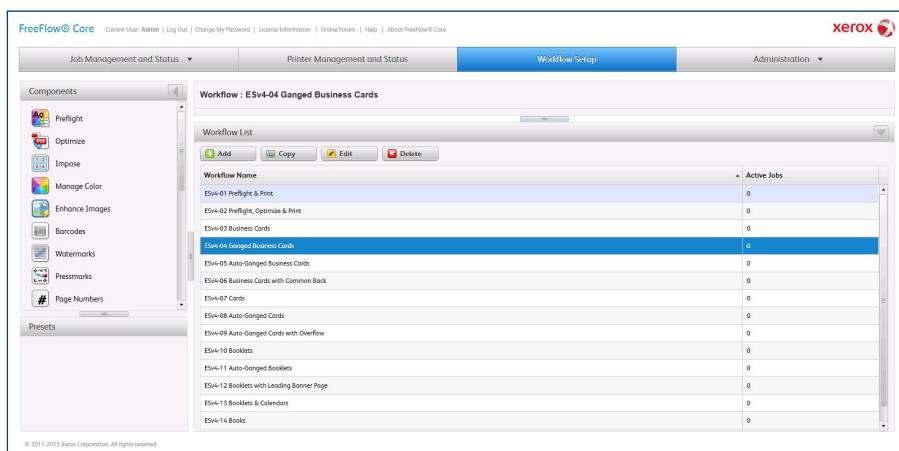 FreeFlow® Core Current User: Admin | Log Out | Change My Password | License Information | Online Forum | Help | About FreeFlow® Core
xerox
Job Management and Status
Printer Management and Status
Workflow Setup
Administration
Components
Aa
Preflight
PDF
Optimize
Impose
Manage Color
Enhance Images
Barcodes
Watermarks
Pressmarks
# Page Numbers
Presets
Workflow : ESv4-04 Ganged Business Cards
Workflow List
Add Copy Edit Delete
Workflow Name Active Jobs
ESv4-01 Preflight & Print 0
ESv4-02 Preflight, Optimize & Print 0
ESv4-03 Business Cards 0
ESv4-04 Ganged Business Cards 0
ESv4-05 Auto-Ganged Business Cards 0
ESv4-06 Business Cards with Common Back 0
ESv4-07 Cards 0
ESv4-08 Auto-Ganged Cards 0
ESv4-09 Auto-Ganged Cards with Overflow 0
ESv4-10 Booklets 0
ESv4-11 Auto-Ganged Booklets 0
ESv4-12 Booklets with Leading Banner Page 0
ESv4-13 Booklets & Calendars 0
ESv4-14 Books 0
© 2011-2015 Xerox Corporation. All rights reserved.